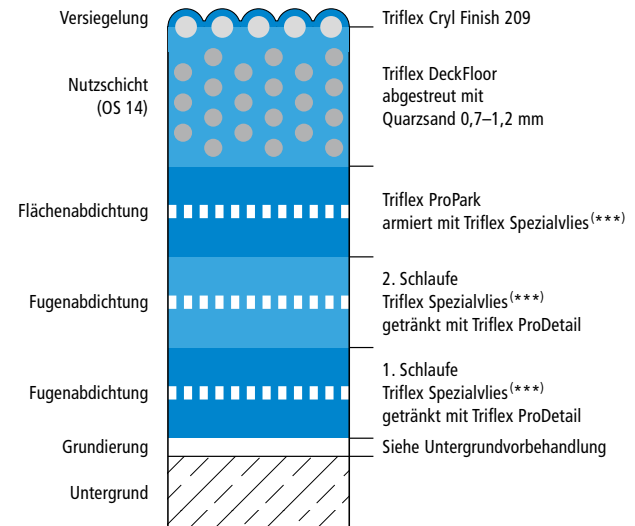 Versiegelung
Triflex Cryl Finish 209
Nutzschicht
(OS 14)
Triflex DeckFloor
abgestreut mit
Quarzsand 0,7–1,2 mm
Flächenabdichtung
Triflex ProPark
armiert mit Triflex Spezialvlies(***)
Fugenabdichtung
2. Schlaufe
Triflex Spezialvlies(***)
getränkt mit Triflex ProDetail
Fugenabdichtung
1. Schlaufe
Triflex Spezialvlies(***)
getränkt mit Triflex ProDetail
Grundierung
Siehe Untergrundvorbehandlung
Untergrund